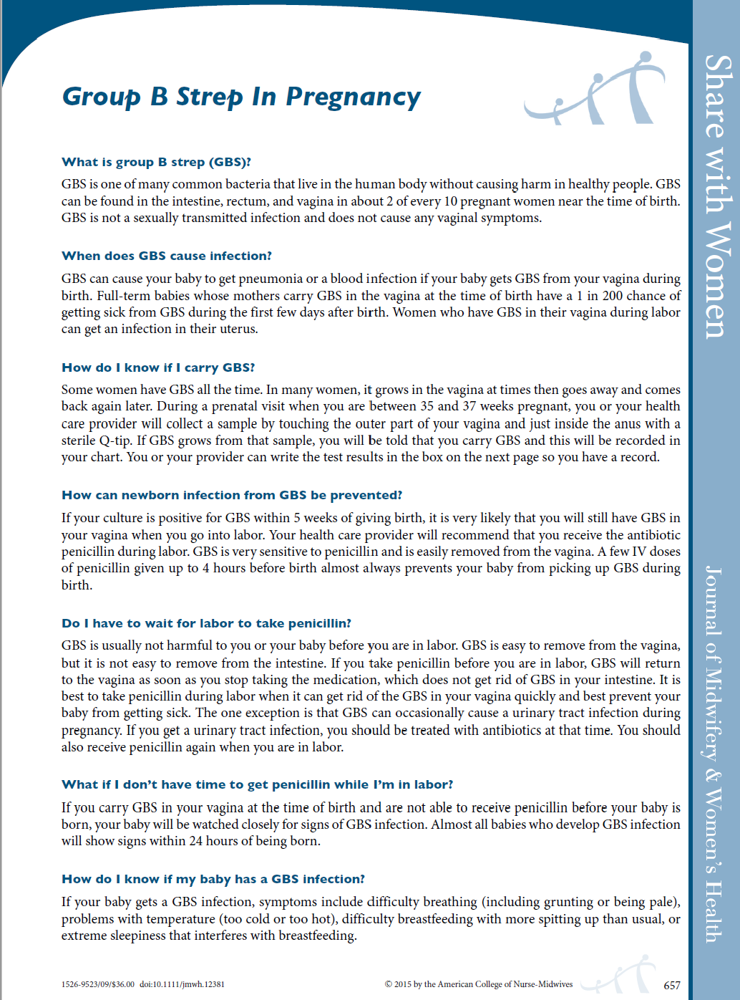 Group B Strep In Pregnancy
What is group B strep (GBS)?
GBS is one of many common bacteria that live in the human body without causing harm in healthy people. GBS
can be found in the intestine, rectum, and vagina in about 2 of every 10 pregnant women near the time of birth.
GBS is not a sexually transmitted infection and does not cause any vaginal symptoms.
When does GBS cause infection?
GBS can cause your baby to get pneumonia or a blood infection if your baby gets GBS from your vagina during
birth. Full-term babies whose mothers carry GBS in the vagina at the time of birth have a 1 in 200 chance of
getting sick from GBS during the first few days after birth. Women who have GBS in their vagina during labor
can get an infection in their uterus.
How do I know if I carry GBS?
Some women have GBS all the time. In many women, it grows in the vagina at times then goes away and comes
back again later. During a prenatal visit when you are between 35 and 37 weeks pregnant, you or your health
care provider will collect a sample by touching the outer part of your vagina and just inside the anus with a
sterile Q-tip. If GBS grows from that sample, you will be told that you carry GBS and this will be recorded in
your chart. You or your provider can write the test results in the box on the next page so you have a record.
How can newborn infection from GBS be prevented?
If your culture is positive for GBS within 5 weeks of giving birth, it is very likely that you will still have GBS in
your vagina when you go into labor. Your health care provider will recommend that you receive the antibiotic
penicillin during labor. GBS is very sensitive to penicillin and is easily removed from the vagina. A few IV doses
of penicillin given up to 4 hours before birth almost always prevents your baby from picking up GBS during
birth.
Do I have to wait for labor to take penicillin?
GBS is usually not harmful to you or your baby before you are in labor. GBS is easy to remove from the vagina,
but it is not easy to remove from the intestine. If you take penicillin before you are in labor, GBS will return
to the vagina as soon as you stop taking the medication, which does not get rid of GBS in your intestine. It is
best to take penicillin during labor when it can get rid of the GBS in your vagina quickly and best prevent your
baby from getting sick. The one exception is that GBS can occasionally cause a urinary tract infection during
pregnancy. If you get a urinary tract infection, you should be treated with antibiotics at that time. You should
also receive penicillin again when you are in labor.
What if I don't have time to get penicillin while I'm in labor?
If you carry GBS in your vagina at the time of birth and are not able to receive penicillin before your baby is
born, your baby will be watched closely for signs of GBS infection. Almost all babies who develop GBS infection
will show signs within 24 hours of being born.
How do I know if my baby has a GBS infection?
If your baby gets a GBS infection, symptoms include difficulty breathing (including grunting or being pale),
problems with temperature (too cold or too hot), difficulty breastfeeding with more spitting up than usual, or
extreme sleepiness that interferes with breastfeeding.
1526-9523/09/$36.00 doi:10.1111/jmwh.12381
© 2015 by the American College of Nurse-Midwives
657
Share with Women
Journal of Midwifery & Women's Health